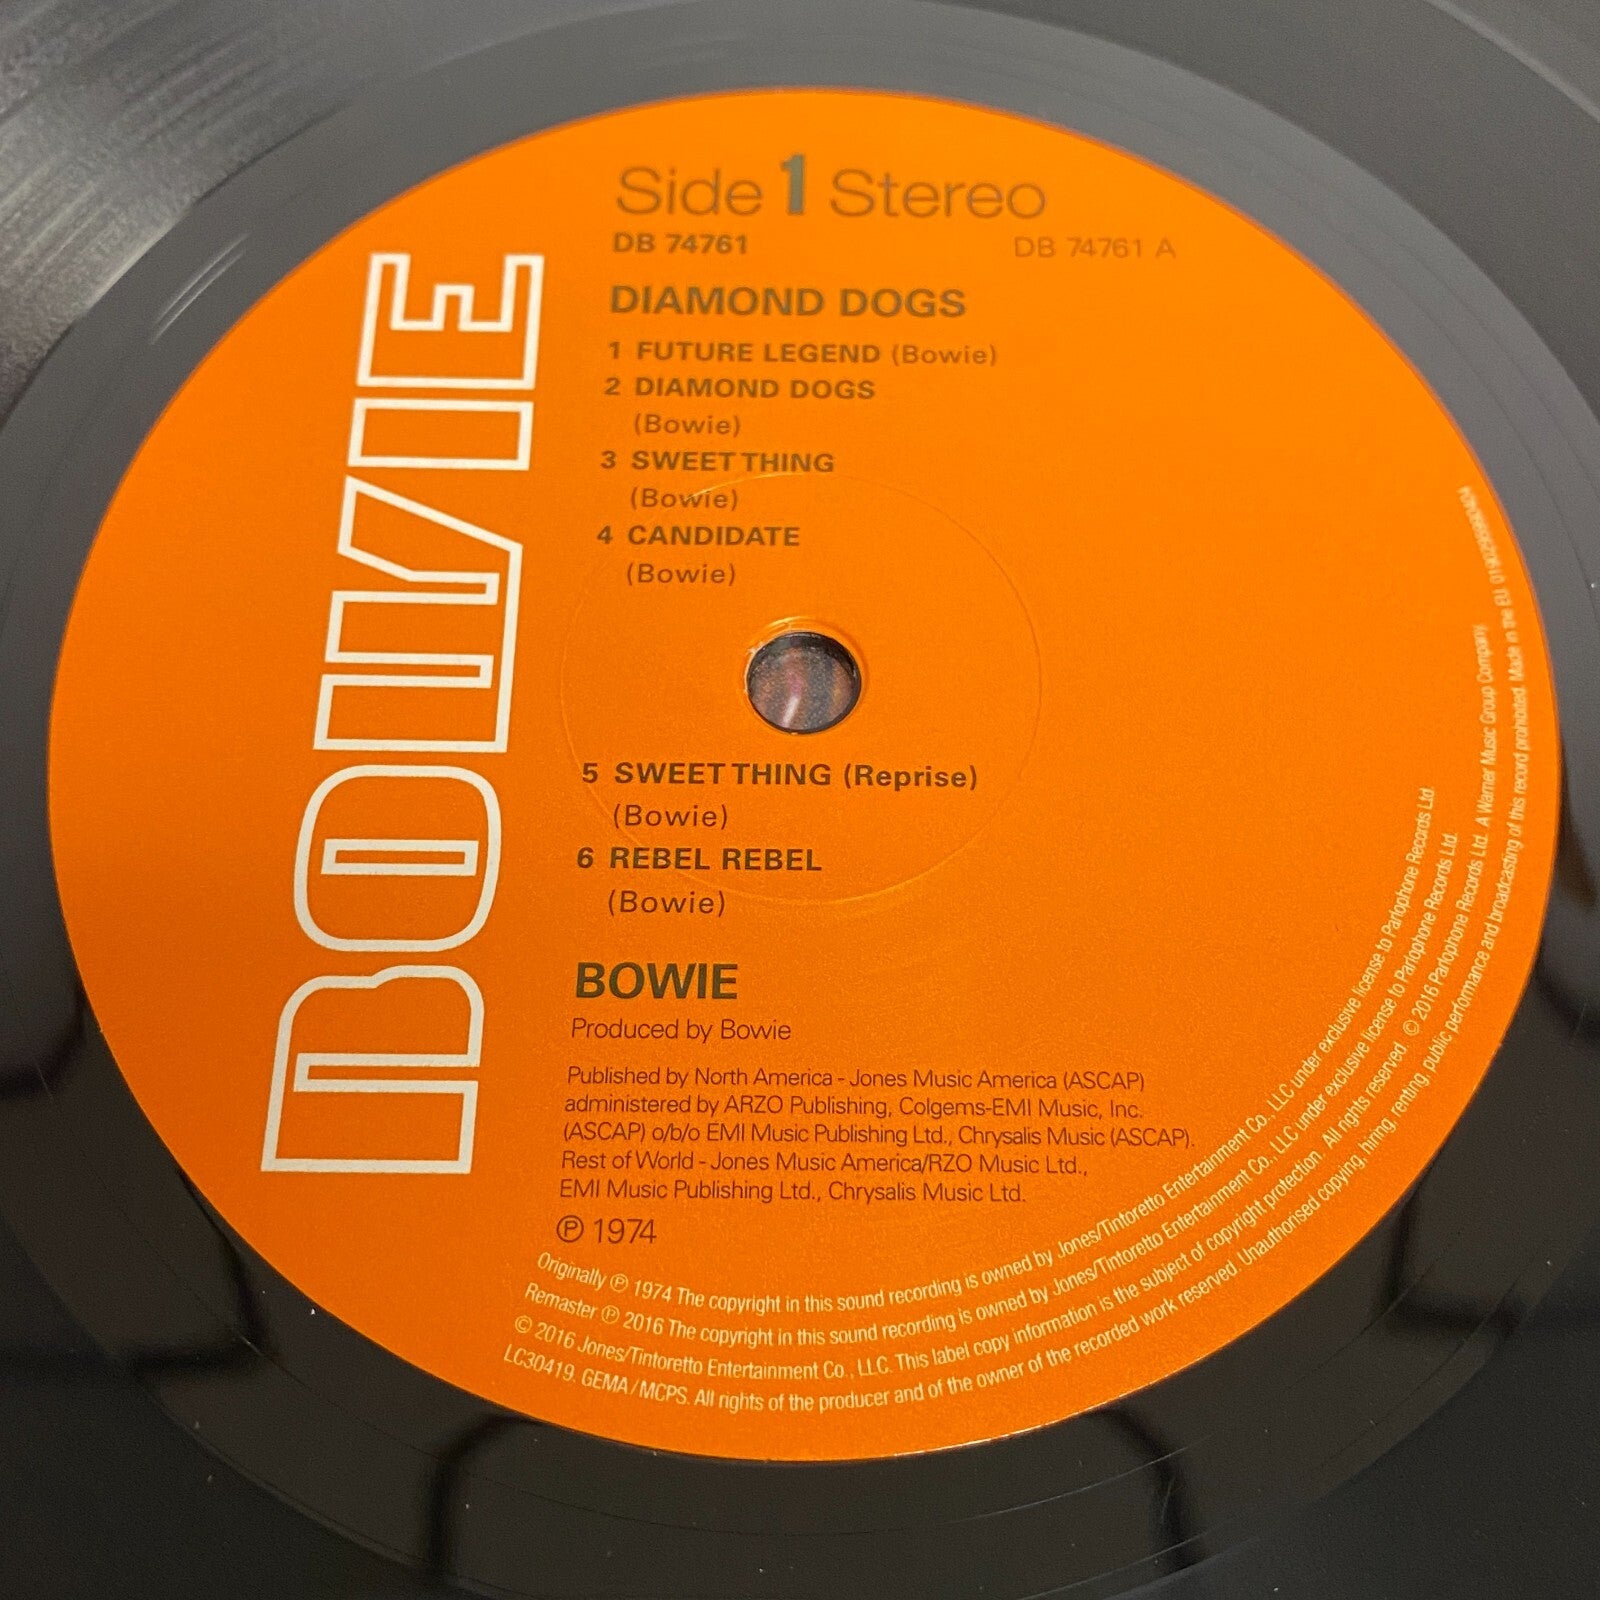 BOWIE
Side 1 Stereo
DB 74761
DB 74761 A
DIAMOND DOGS
1 FUTURE LEGEND (Bowie)
2 DIAMOND DOGS
(Bowie)
3 SWEET THING
(Bowie)
4 CANDIDATE
(Bowie)
5 SWEET THING (Reprise)
(Bowie)
6 REBEL REBEL
(Bowie)
BOWIE
Produced by Bowie
Published by North America - Jones Music America (ASCAP)
administered by ARZO Publishing, Colgems-EMI Music, Inc.
(ASCAP) o/b/o EMI Music Publishing Ltd., Chrysalis Music (ASCAP).
Rest of World - Jones Music America/RZO Music Ltd.,
EMI Music Publishing Ltd., Chrysalis Music Ltd.
℗ 1974
Originally ℗ 1974 The copyright in this sound recording is owned by Jones/Tintoretto Entertainment Co., LLC under exclusive license to Parlophone Records Ltd.
Remaster ℗ 2016 The copyright in this sound recording is owned by Jones/Tintoretto Entertainment Co., LLC under exclusive license to Parlophone Records Ltd.
© 2016 Jones/Tintoretto Entertainment Co., LLC. This label copy information is the subject of copyright protection. All rights reserved © 2016 Parlophone Records Ltd. A Warner Music Group Company.
LC30419. GEMA / MCPS. All rights of the producer and of the owner of the recorded work reserved. Unauthorised copying, hiring, renting, public performance and broadcasting of this record prohibited. Made in the EU.